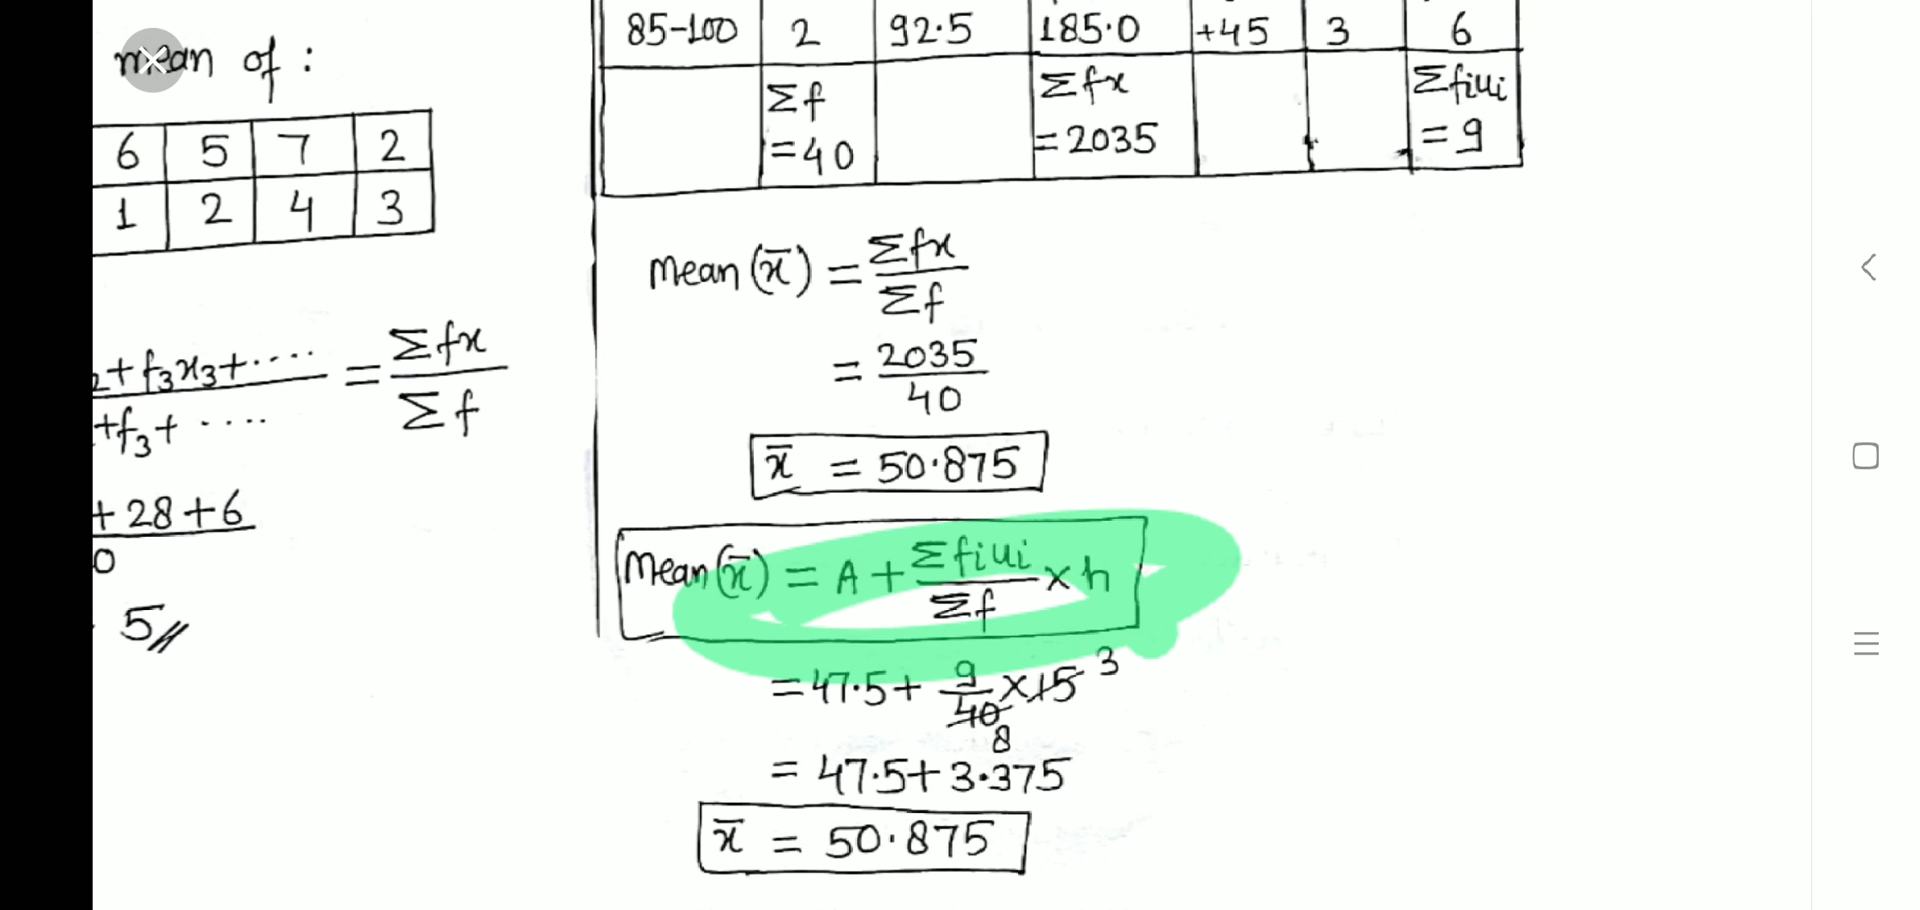 mean of :
6 5 7 2
1 2 4 3
2+f3x3+.... = Σfx
+f3+ .... Σf
+28+6
0
5//
85-100 2 92.5 185.0 +45 3 6
Σf Σfx Σfiui
=40 =2035 =9
Mean (x̄) = Σfx
Σf
= 2035
40
x̄ = 50.875
Mean (x̄) = A + Σfiui × h
Σf
= 47.5 + 9 × 15 3
40
8
= 47.5 + 3.375
x̄ = 50.875